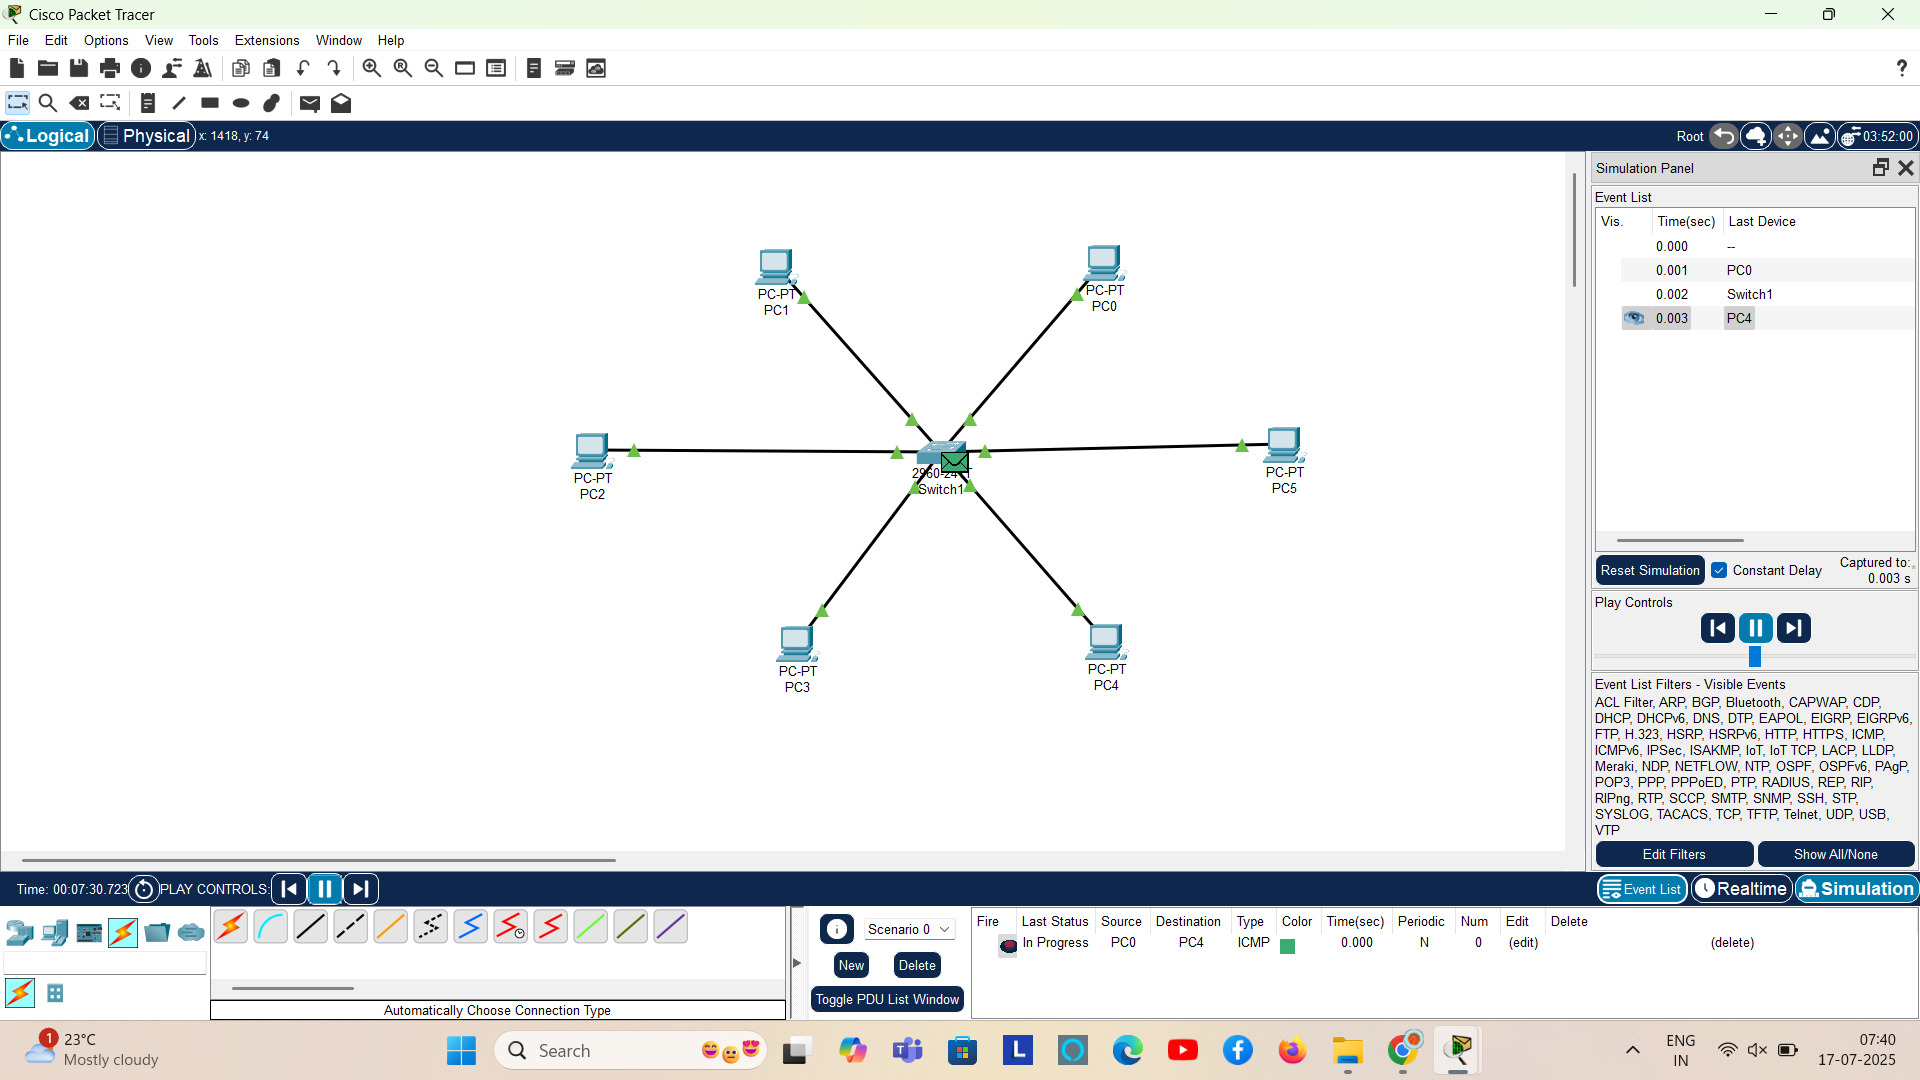 Cisco Packet Tracer
File Edit Options View Tools Extensions Window Help
?
Logical Physical x: 1418, y: 74 Root 03:52:00
Simulation Panel
Event List
Vis. Time(sec) Last Device
0.000 --
0.001 PC0
0.002 Switch1
0.003 PC4
PC-PT
PC1
PC-PT
PC0
PC-PT
PC2
Switch1
PC-PT
PC5
PC-PT
PC3
PC-PT
PC4
Reset Simulation Constant Delay Captured to:
0.003 s
Play Controls
Event List Filters - Visible Events
ACL Filter, ARP, BGP, Bluetooth, CAPWAP, CDP,
DHCP, DHCPv6, DNS, DTP, EAPOL, EIGRP, EIGRPv6,
FTP, H.323, HSRP, HSRPv6, HTTP, HTTPS, ICMP,
ICMPv6, IPSec, ISAKMP, IoT, IoT TCP, LACP, LLDP,
Meraki, NDP, NETFLOW, NTP, OSPF, OSPFv6, PAgP,
POP3, PPP, PPPoED, PTP, RADIUS, REP, RIP,
RIPng, RTP, SCCP, SMTP, SNMP, SSH, STP,
SYSLOG, TACACS, TCP, TFTP, Telnet, UDP, USB,
VTP
Edit Filters Show All/None
Time: 00:07:30.723 PLAY CONTROLS: Event List Realtime Simulation
Scenario 0
New Delete
Toggle PDU List Window
Fire Last Status Source Destination Type Color Time(sec) Periodic Num Edit Delete
In Progress PC0 PC4 ICMP 0.000 N 0 (edit) (delete)
Automatically Choose Connection Type
1 23°C
Mostly cloudy
Search
L
ENG
IN
07:40
17-07-2025